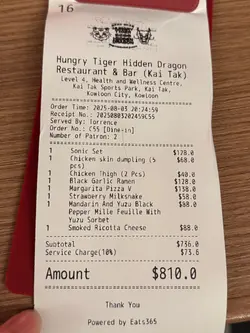 16
Hungry Tiger Hidden Dragon
Restaurant & Bar (Kai Tak)
Level 4, Health and Wellness Centre,
Kai Tak Sports Park, Kai Tak,
Kowloon City, Kowloon
Order Time: 2025-08-03 20:24:59
Receipt No.: 20250803202459C55
Served By: Torrence
Order No.: C55 [Dine-in]
Number of Patron: 2
1 Sonic Set $128.0
1 Chicken skin dumpling (5 $68.0
pcs)
1 Chicken Thigh (2 Pcs) $48.0
1 Black Garlic Ramen $128.0
1 Margarita Pizza V $138.0
1 Strawberry Milkshake $58.0
1 Mandarin And Yuzu Black $88.0
Pepper Mille Feuille With
Yuzu Sorbet
1 Smoked Ricotta Cheese $88.0
Subtotal $736.0
Service Charge(10%) $73.6
Amount $810.0
Thank You
Powered by Eats365